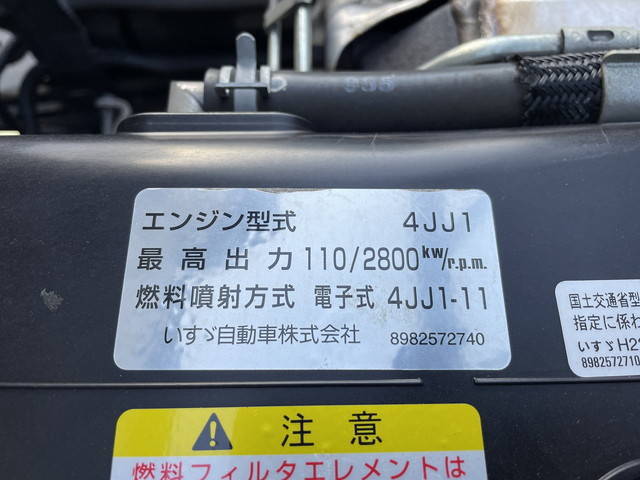 355
エンジン型式 4JJ1
最高出力 110/2800kW/r.p.m.
燃料噴射方式 電子式 4JJ1-11
いすゞ自動車株式会社 8982572740
国土交通省型
指定に係わ
いすゞH2
8982572710
注意
燃料フィルタエレメントは